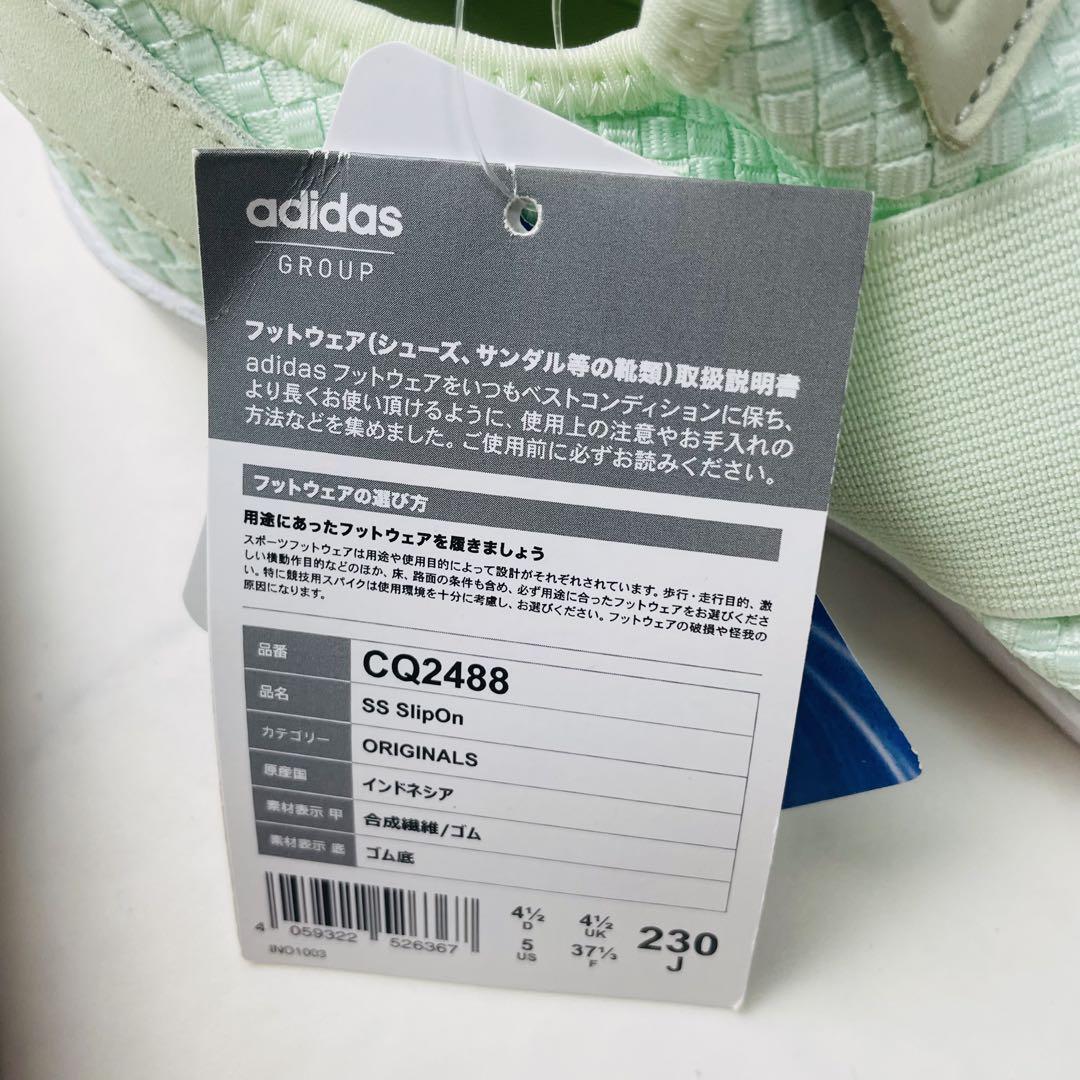 adidas
GROUP
フットウェア(シューズ、サンダル等の靴類)取扱説明書
adidas フットウェアをいつもベストコンディションに保ち、
より長くお使い頂けるように、使用上の注意やお手入れの
方法などを集めました。ご使用前に必ずお読みください。
フットウェアの選び方
用途にあったフットウェアを履きましょう
スポーツフットウェアは用途や使用目的によって設計がそれぞれされています。歩行・走行目的、激
しい横動作目的などのほか、床、路面の条件も含め、必ず用途に合ったフットウェアをお選びくださ
い。特に競技用スパイクは使用環境を十分に考慮し、お選びください。フットウェアの破損や怪我の
原因になります。
品番 CQ2488
品名 SS SlipOn
カテゴリー ORIGINALS
原産国 インドネシア
素材表示 甲 合成繊維/ゴム
素材表示 底 ゴム底
4 059322 526367
INO1003
4½ 4½ 230
D UK J
5 37⅓
US F